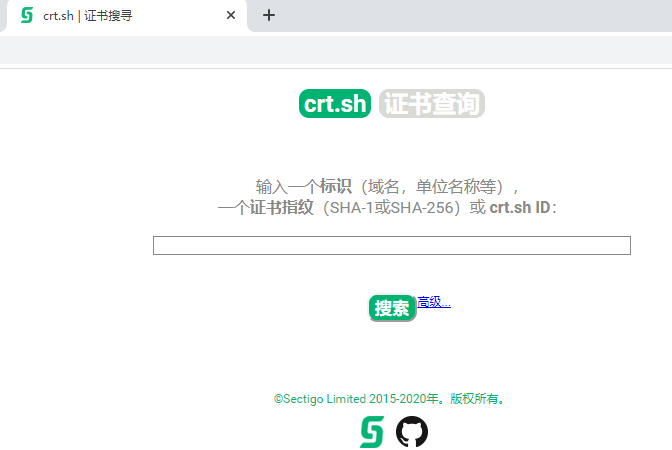 crt.sh | 证书搜寻
crt.sh 证书查询
输入一个标识（域名，单位名称等），
一个证书指纹（SHA-1或SHA-256）或 crt.sh ID：
搜索 高级...
©Sectigo Limited 2015-2020年。版权所有。